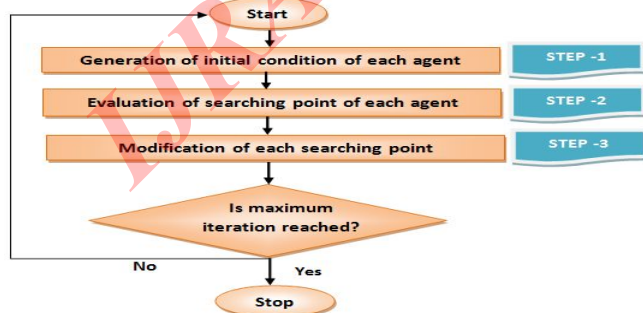 Start
Generation of initial condition of each agent
STEP -1
Evaluation of searching point of each agent
STEP -2
Modification of each searching point
STEP -3
Is maximum
iteration reached?
No
Yes
Stop
IJRA